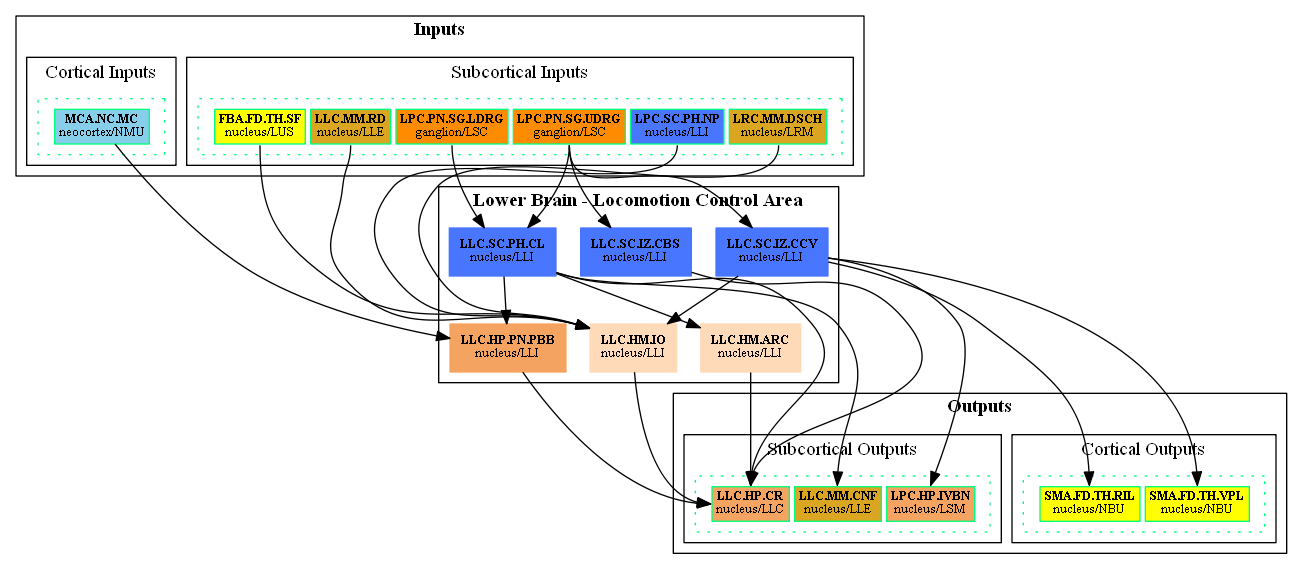 Inputs
Cortical Inputs
Subcortical Inputs
MCA.NC.MC
neocortex/NMU
FBA.FD.TH.SF
nucleus/LUS
LLC.MM.RD
nucleus/LLE
LPC.PN.SG.LDRG
ganglion/LSC
LPC.PN.SG.UDRG
ganglion/LSC
LPC.SC.PH.NP
nucleus/LLI
LRC.MM.DSCH
nucleus/LRM
Lower Brain - Locomotion Control Area
LLC.SC.PH.CL
nucleus/LLI
LLC.SC.IZ.CBS
nucleus/LLI
LLC.SC.IZ.CCV
nucleus/LLI
LLC.HP.PN.PBB
nucleus/LLI
LLC.HM.IO
nucleus/LLI
LLC.HM.ARC
nucleus/LLI
Outputs
Subcortical Outputs
Cortical Outputs
LLC.HP.CR
nucleus/LLC
LLC.MM.CNF
nucleus/LLE
LPC.HP.IVBN
nucleus/LSM
SMA.FD.TH.RIL
nucleus/NBU
SMA.FD.TH.VPL
nucleus/NBU